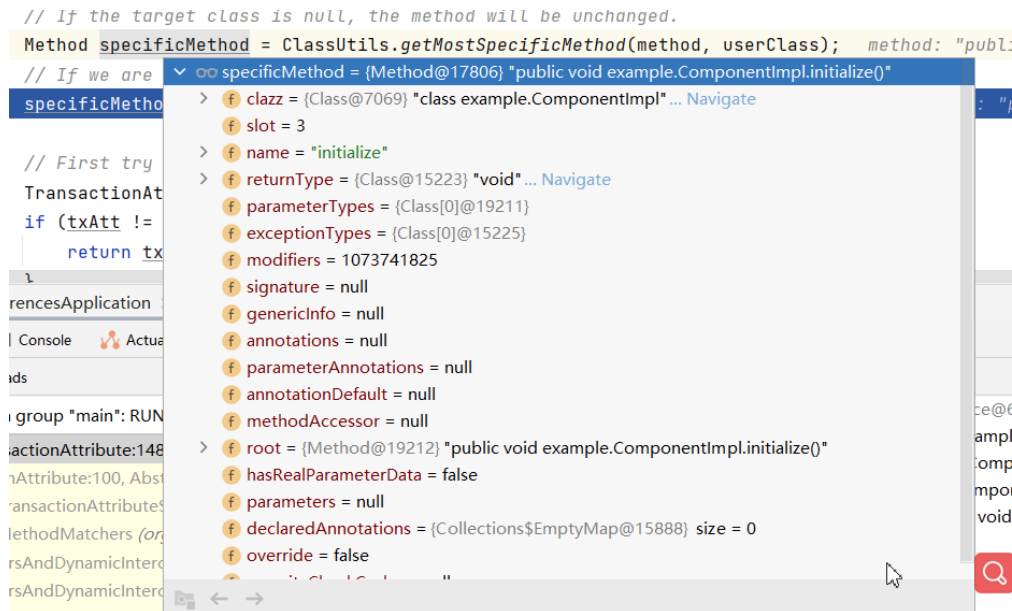 // If the target class is null, the method will be unchanged.
Method specificMethod = ClassUtils.getMostSpecificMethod(method, userClass);   method: "publi
// If we are
specificMetho
: "p
// First try
TransactionAt
if (txAtt !=
return tx
}
specificMethod = {Method@17806} "public void example.ComponentImpl.initialize()"
clazz = {Class@7069} "class example.ComponentImpl"... Navigate
slot = 3
name = "initialize"
returnType = {Class@15223} "void"... Navigate
parameterTypes = {Class[0]@19211}
exceptionTypes = {Class[0]@15225}
modifiers = 1073741825
signature = null
genericInfo = null
annotations = null
parameterAnnotations = null
annotationDefault = null
methodAccessor = null
root = {Method@19212} "public void example.ComponentImpl.initialize()"
hasRealParameterData = false
parameters = null
declaredAnnotations = {Collections$EmptyMap@15888} size = 0
override = false
rencesApplication
Console
Actua
ads
group "main": RUN
sactionAttribute:148
nAttribute:100, Abst
ransactionAttributeS
lethodMatchers (org
rsAndDynamicInterc
rsAndDynamicInterc
ce@6
ampl
Comp
mpon
void